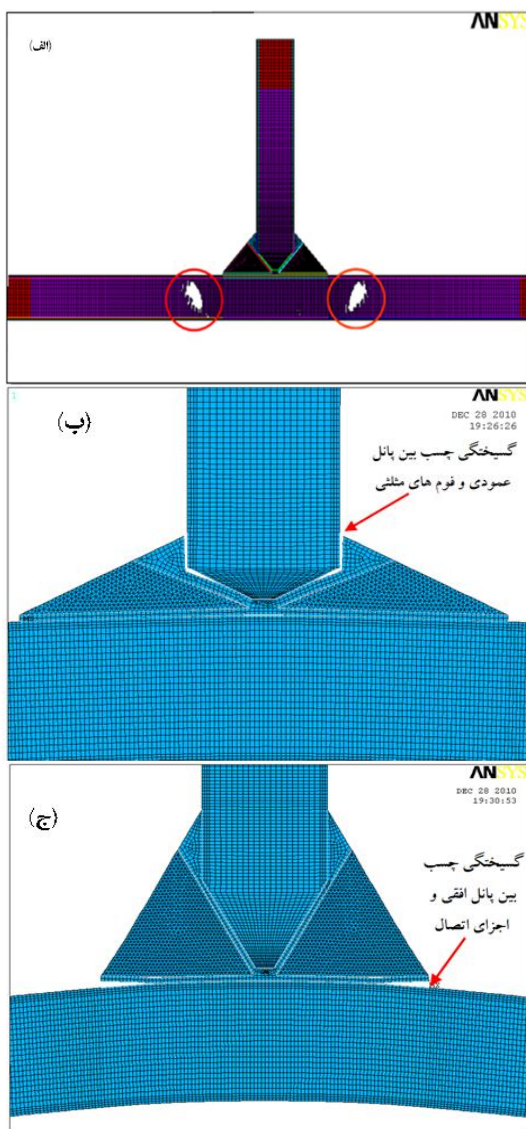 ANSYS
(الف)
1
ANSYS
DEC 28 2010
19:26:26
(ب)
گسیختگی چسب بین پانل
عمودی و فوم های مثلثی
ANSYS
DEC 28 2010
19:30:53
(ج)
گسیختگی چسب
بین پانل افقی و
اجزای اتصال